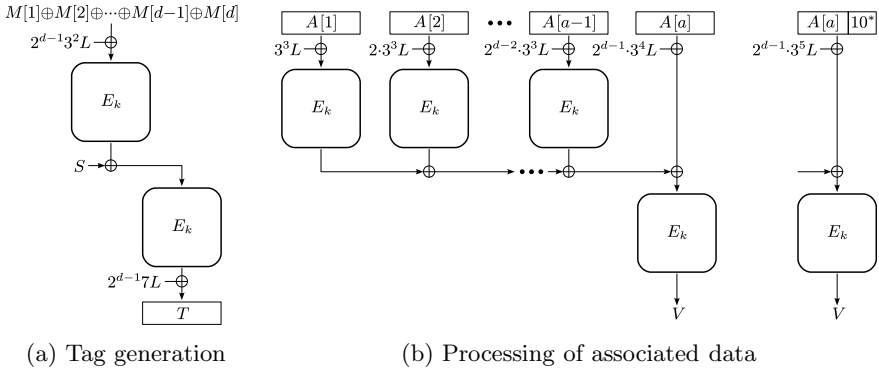 M[1]⊕M[2]⊕···⊕M[d−1]⊕M[d]
2^{d−1}3^2L
E_k
S
E_k
2^{d−1}7L
T
(a) Tag generation
A[1] A[2] ••• A[a−1] A[a] A[a] 10*
3^3L 2·3^3L 2^{d−2}·3^3L 2^{d−1}·3^4L 2^{d−1}·3^5L
E_k E_k E_k
•••
E_k E_k
V V
(b) Processing of associated data